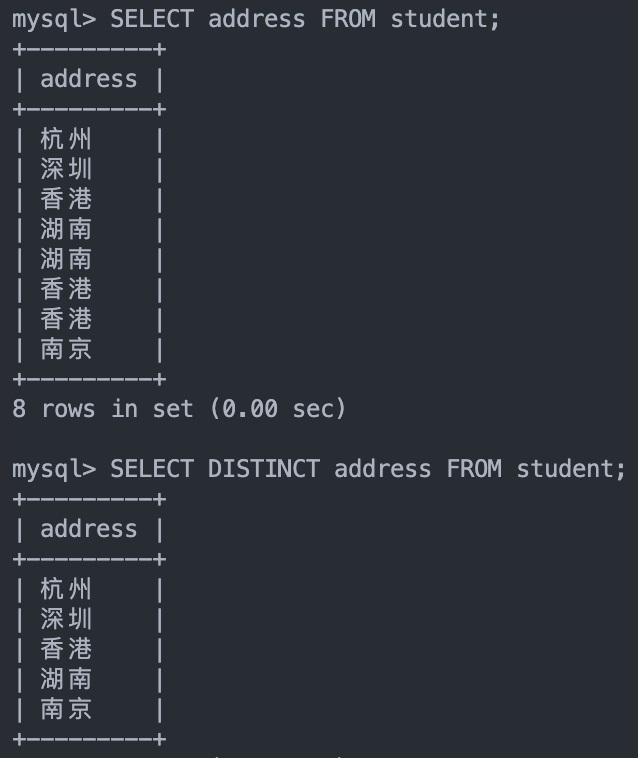 mysql> SELECT address FROM student;
+---------+
| address |
+---------+
| 杭州    |
| 深圳    |
| 香港    |
| 湖南    |
| 湖南    |
| 香港    |
| 香港    |
| 南京    |
+---------+
8 rows in set (0.00 sec)
mysql> SELECT DISTINCT address FROM student;
+---------+
| address |
+---------+
| 杭州    |
| 深圳    |
| 香港    |
| 湖南    |
| 南京    |
+---------+